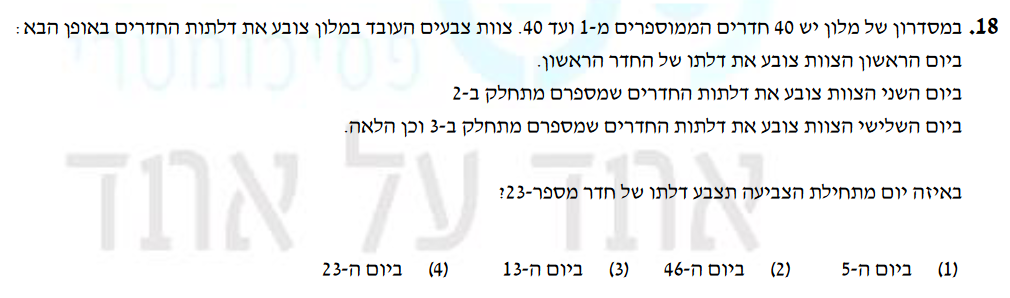 18. במסדרון של מלון יש 40 חדרים הממוספרים מ-1 ועד 40. צוות צבעים העובד במלון צובע את דלתות החדרים באופן הבא:
ביום הראשון הצוות צובע את דלתו של החדר הראשון.
ביום השני הצוות צובע את דלתות החדרים שמספרם מתחלק ב-2
ביום השלישי הצוות צובע את דלתות החדרים שמספרם מתחלק ב-3 וכן הלאה.
באיזה יום מתחילת הצביעה תצבע דלתו של חדר מספר-23?
(1) ביום ה-5 (2) ביום ה-46 (3) ביום ה-13 (4) ביום ה-23
פסיכומטרי
אחד על אחד